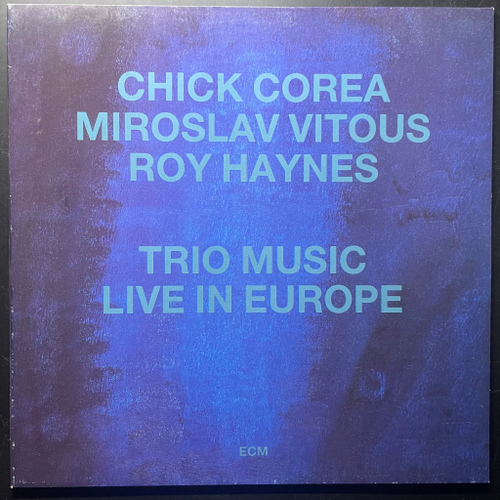 CHICK COREA
MIROSLAV VITOUS
ROY HAYNES
TRIO MUSIC
LIVE IN EUROPE
ECM